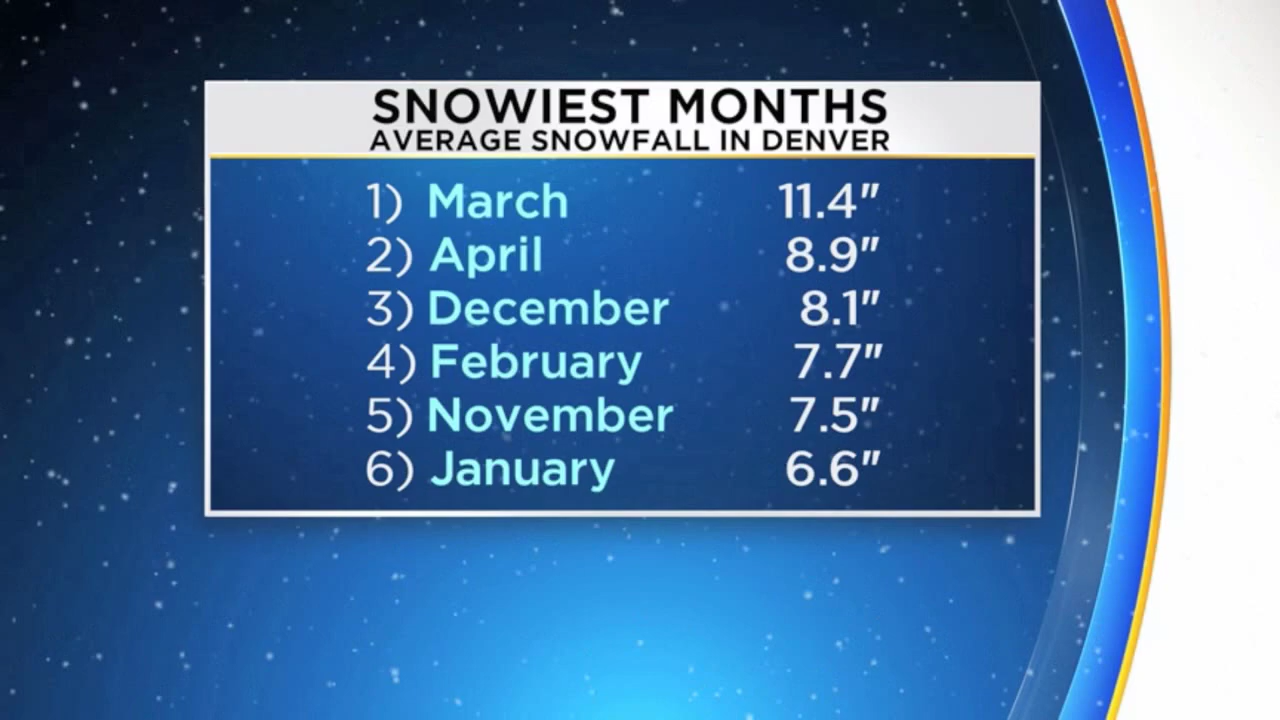 SNOWIEST MONTHS
AVERAGE SNOWFALL IN DENVER
1) March 11.4"
2) April 8.9"
3) December 8.1"
4) February 7.7"
5) November 7.5"
6) January 6.6"